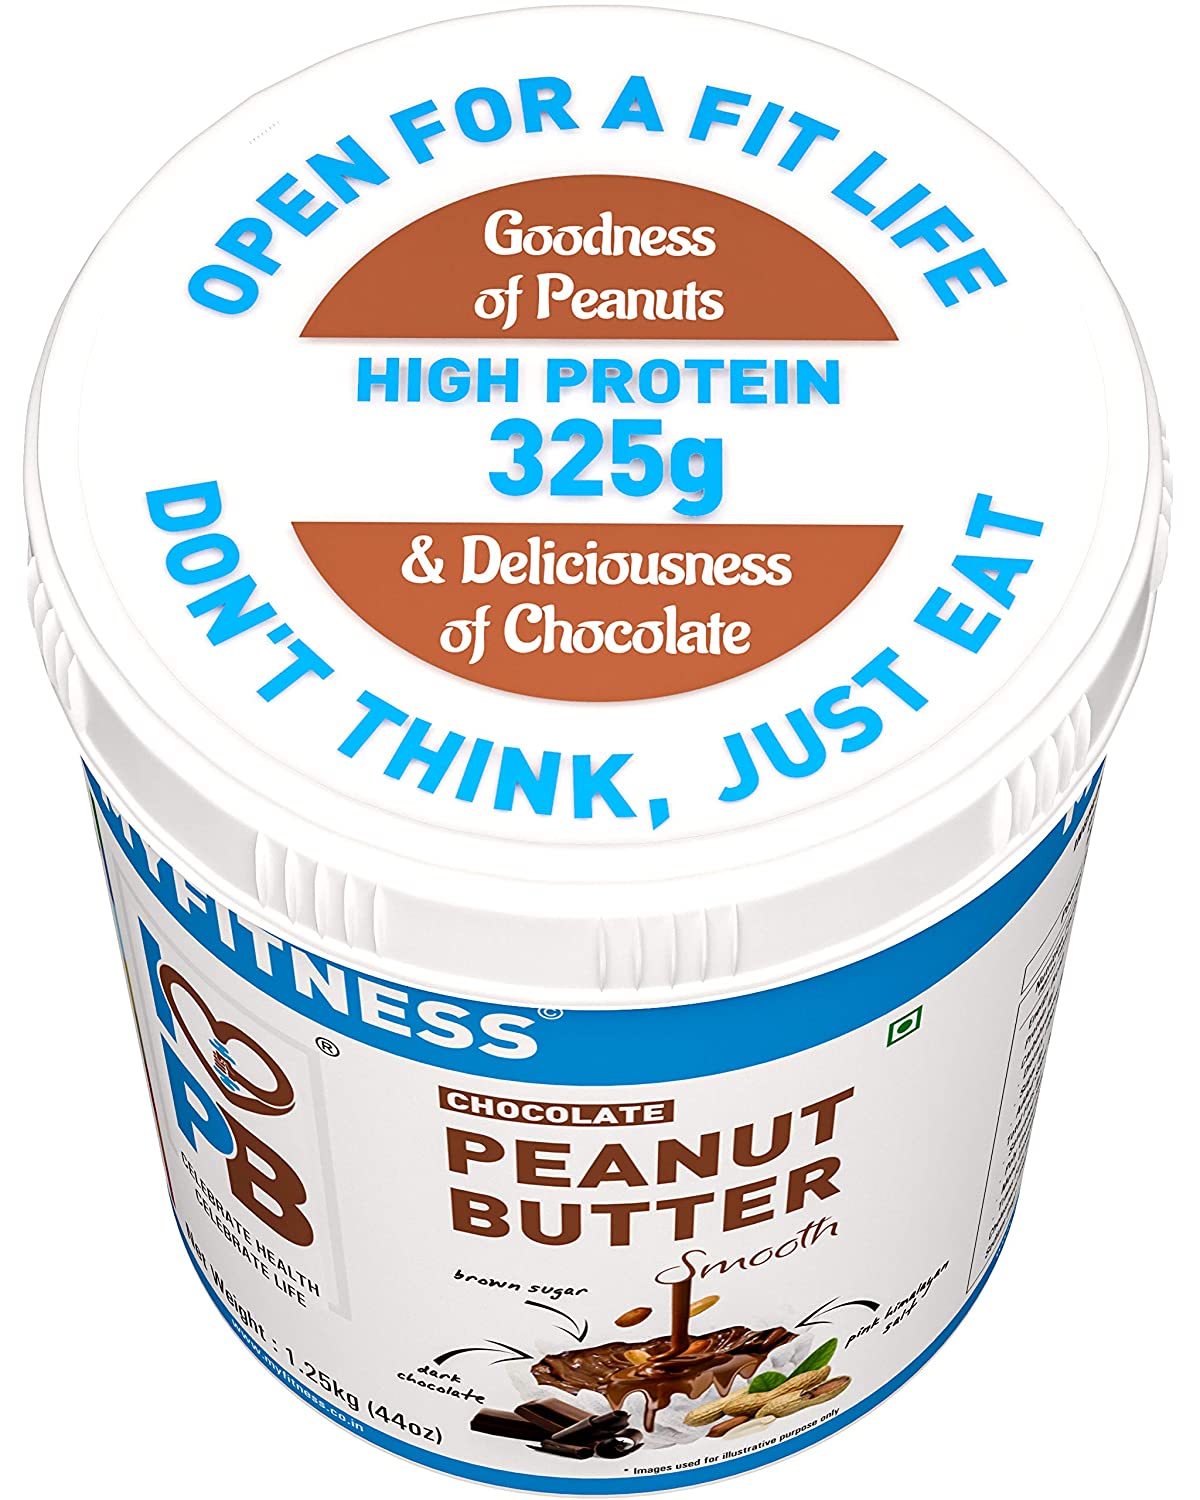 OPEN FOR A FIT LIFE
Goodness
of Peanuts
HIGH PROTEIN
325g
& Deliciousness
of Chocolate
DON'T THINK, JUST EAT
MYFITNESS©
I
PB
®
CELEBRATE HEALTH
CELEBRATE LIFE
Net Weight : 1.25kg (44oz)
www.myfitness.co.in
CHOCOLATE
PEANUT
BUTTER
Smooth
brown sugar
dark
chocolate
pink himalayan
salt
* Images used for illustrative purpose only